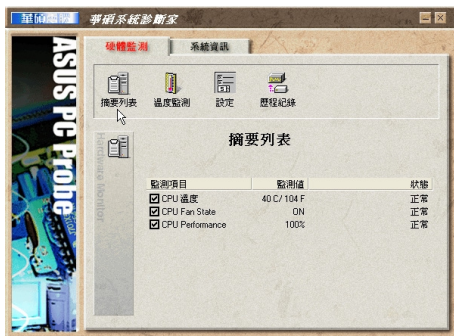 華碩電腦 華碩系統診斷家
ASUS PC Probe
硬體監測 系統資訊
摘要列表 溫度監測 設定 歷程紀錄
Hardware Monitor
摘要列表
監測項目 監測值 狀態
CPU 溫度 40 C/ 104 F 正常
CPU Fan State ON 正常
CPU Performance 100% 正常